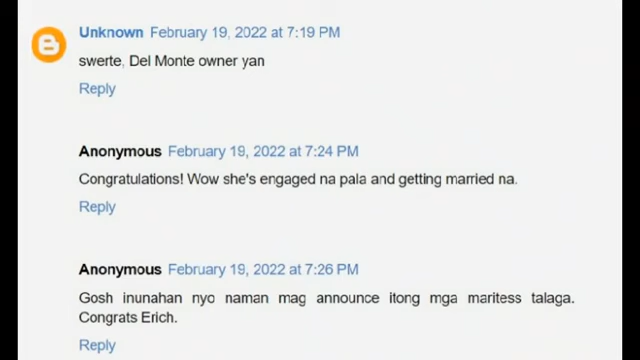 Unknown February 19, 2022 at 7:19 PM
swerte, Del Monte owner yan
Reply
Anonymous February 19, 2022 at 7:24 PM
Congratulations! Wow she's engaged na pala and getting married na.
Reply
Anonymous February 19, 2022 at 7:26 PM
Gosh inunahan nyo naman mag announce itong mga maritess talaga.
Congrats Erich.
Reply